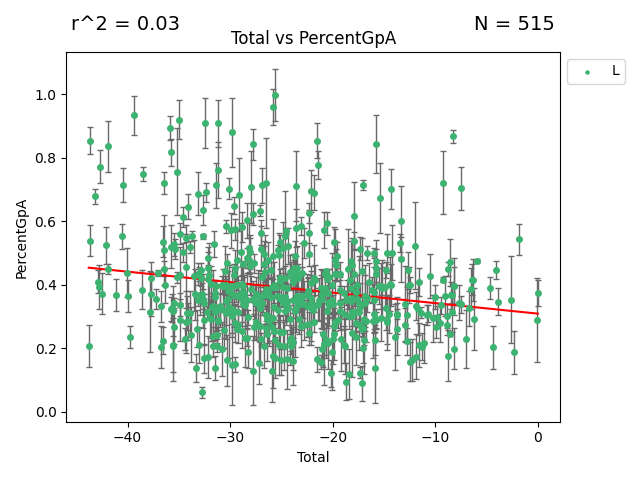 r^2 = 0.03
N = 515
Total vs PercentGpA
L
PercentGpA
1.0
0.8
0.6
0.4
0.2
0.0
−40
−30
−20
−10
0
Total